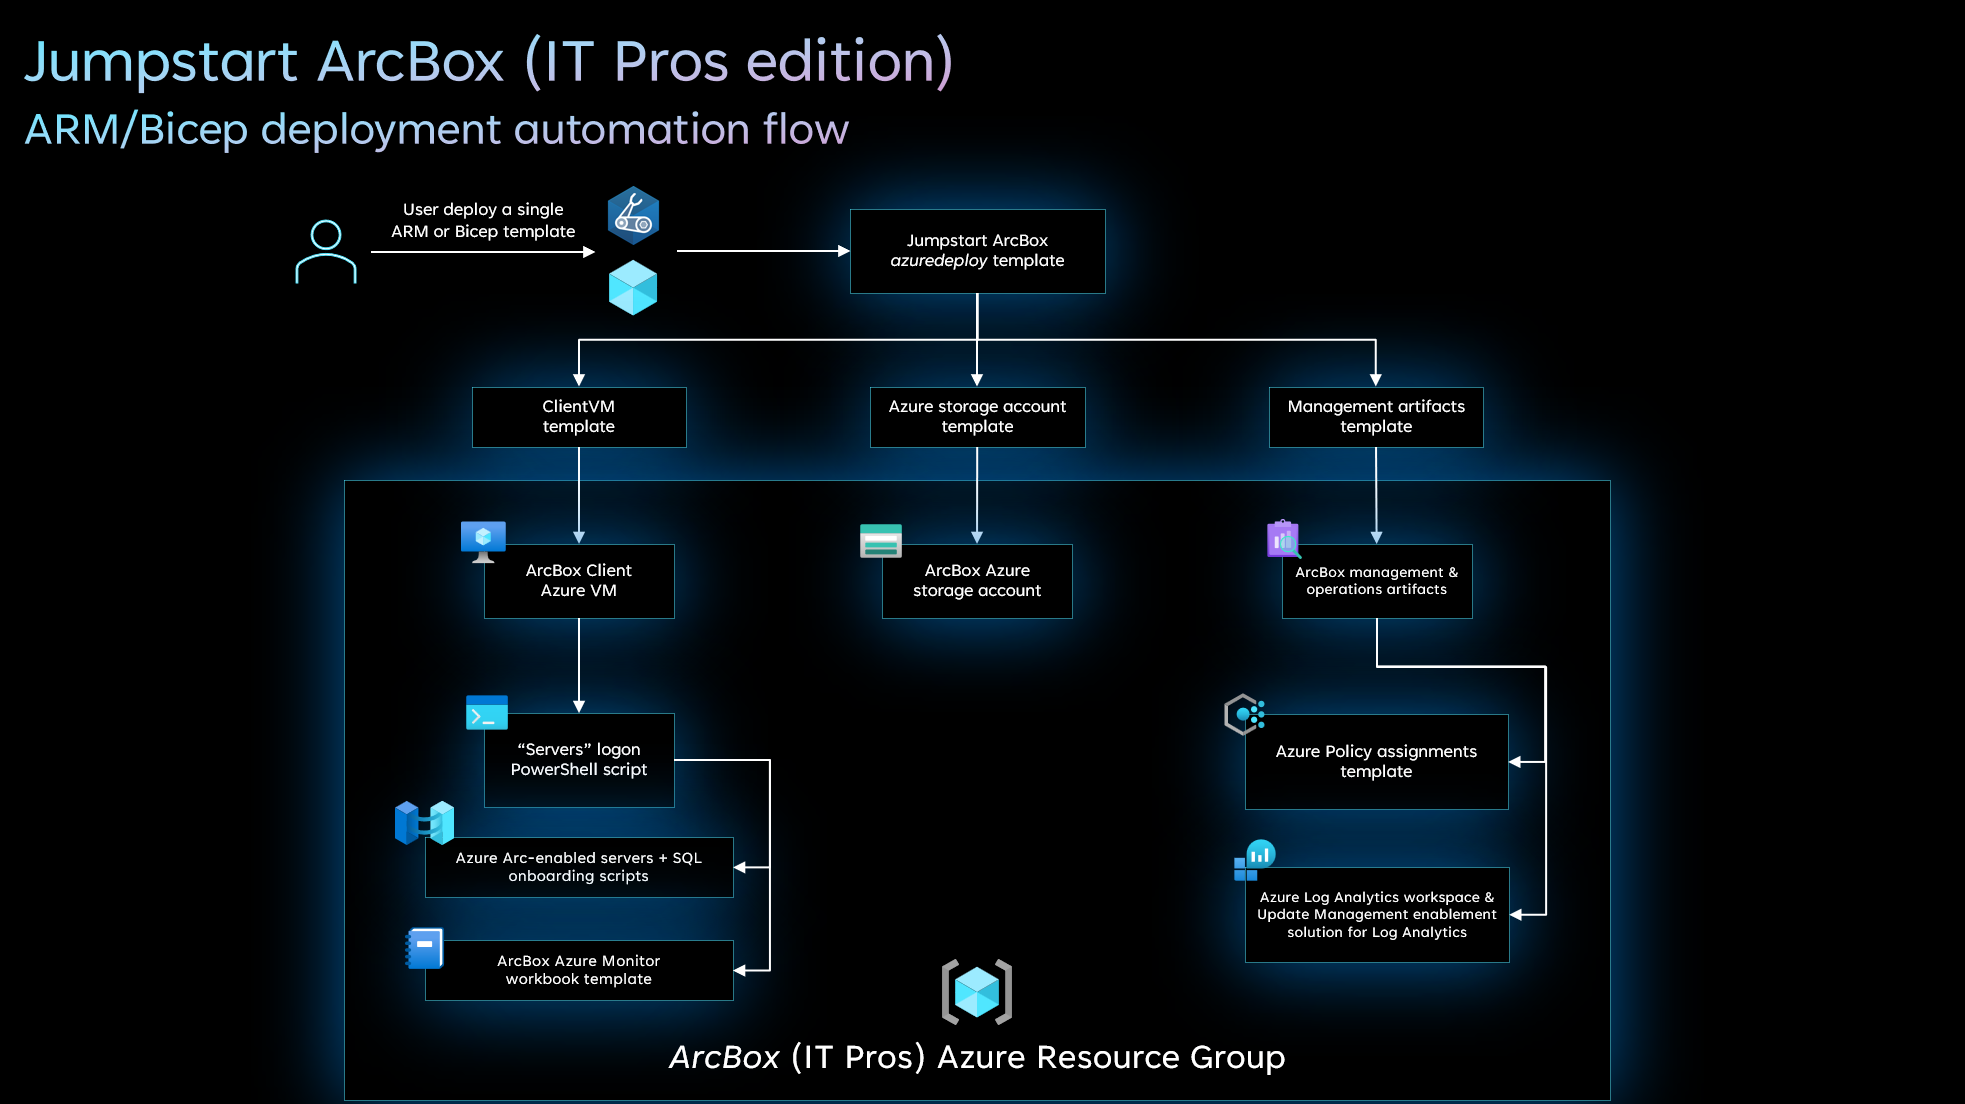 Jumpstart ArcBox (IT Pros edition)
ARM/Bicep deployment automation flow
User deploy a single
ARM or Bicep template
Jumpstart ArcBox
azuredeploy template
ClientVM
template
Azure storage account
template
Management artifacts
template
ArcBox Client
Azure VM
ArcBox Azure
storage account
ArcBox management &
operations artifacts
“Servers” logon
PowerShell script
Azure Policy assignments
template
Azure Arc-enabled servers + SQL
onboarding scripts
Azure Log Analytics workspace &
Update Management enablement
solution for Log Analytics
ArcBox Azure Monitor
workbook template
ArcBox (IT Pros) Azure Resource Group